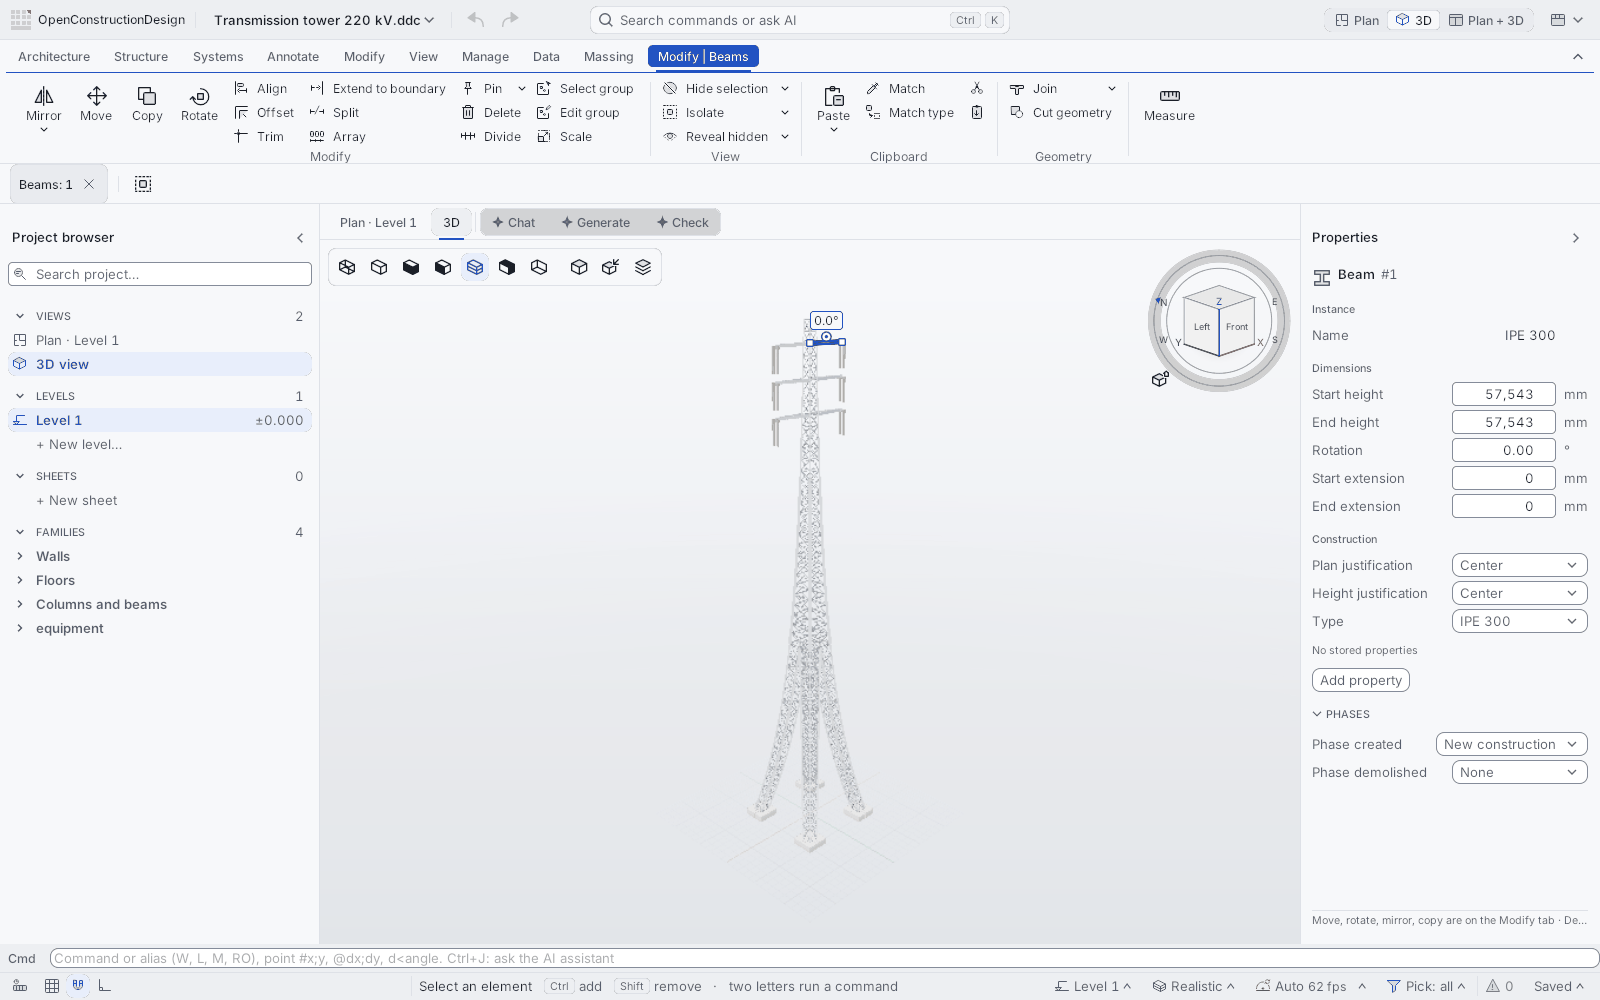 OpenConstructionDesign
Transmission tower 220 kV.ddc
Search commands or ask AI
Ctrl K
Plan
3D
Plan + 3D
Architecture
Structure
Systems
Annotate
Modify
View
Manage
Data
Massing
Modify | Beams
Mirror
Move
Copy
Rotate
Align
Offset
Trim
Extend to boundary
Split
Array
Pin
Delete
Divide
Select group
Edit group
Scale
Modify
Hide selection
Isolate
Reveal hidden
View
Paste
Match
Match type
Clipboard
Join
Cut geometry
Geometry
Measure
Beams: 1
Project browser
Search project...
VIEWS 2
Plan · Level 1
3D view
LEVELS 1
Level 1 ±0.000
+ New level...
SHEETS 0
+ New sheet
FAMILIES 4
Walls
Floors
Columns and beams
equipment
Plan · Level 1
3D
Chat
Generate
Check
0.0°
N
E
W
S
Z
Left
Front
Y
X
Properties
Beam #1
Instance
Name IPE 300
Dimensions
Start height 57,543 mm
End height 57,543 mm
Rotation 0.00 °
Start extension 0 mm
End extension 0 mm
Construction
Plan justification Center
Height justification Center
Type IPE 300
No stored properties
Add property
PHASES
Phase created New construction
Phase demolished None
Move, rotate, mirror, copy are on the Modify tab · De...
Cmd
Command or alias (W, L, M, RO), point #x;y, @dx;dy, d<angle. Ctrl+J: ask the AI assistant
Select an element Ctrl add Shift remove · two letters run a command
Level 1
Realistic
Auto 62 fps
Pick: all
0
Saved